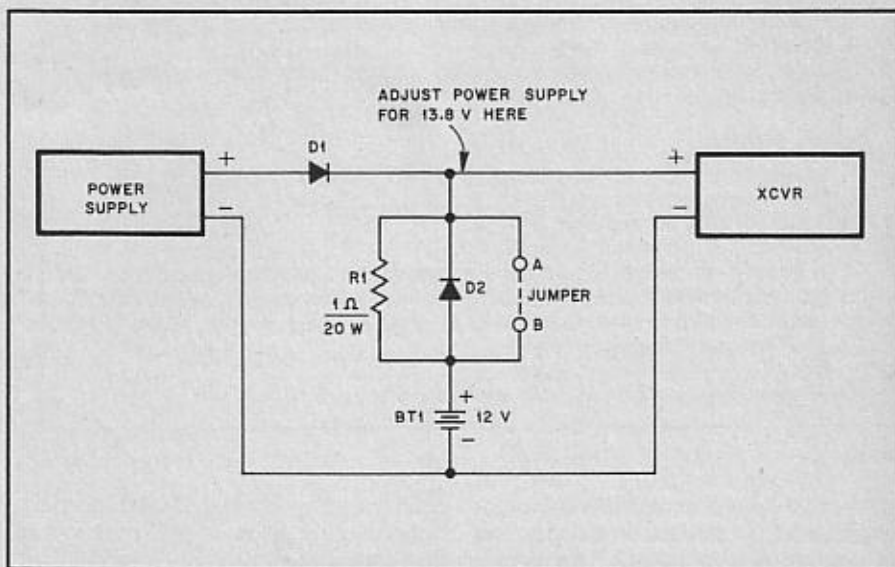 ADJUST POWER SUPPLY
FOR 13.8 V HERE
D1
+
+
POWER
SUPPLY
-
XCVR
-
R1
1 Ω
20 W
D2
A
JUMPER
B
+
BT1
12 V
-